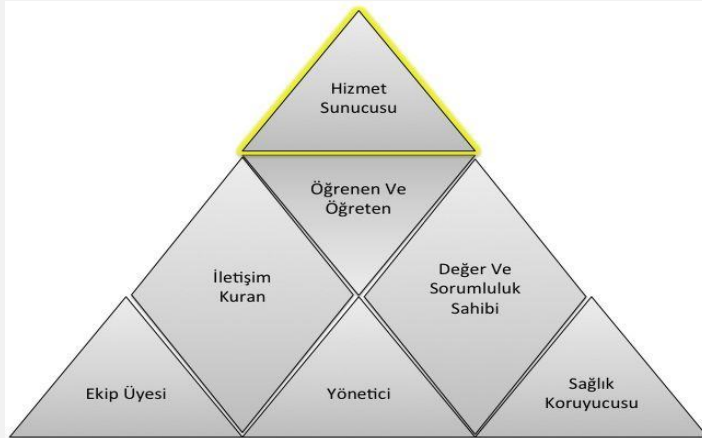 Hizmet
Sunucusu
Öğrenen Ve
Öğreten
İletişim
Kuran
Değer Ve
Sorumluluk
Sahibi
Ekip Üyesi
Yönetici
Sağlık
Koruyucusu